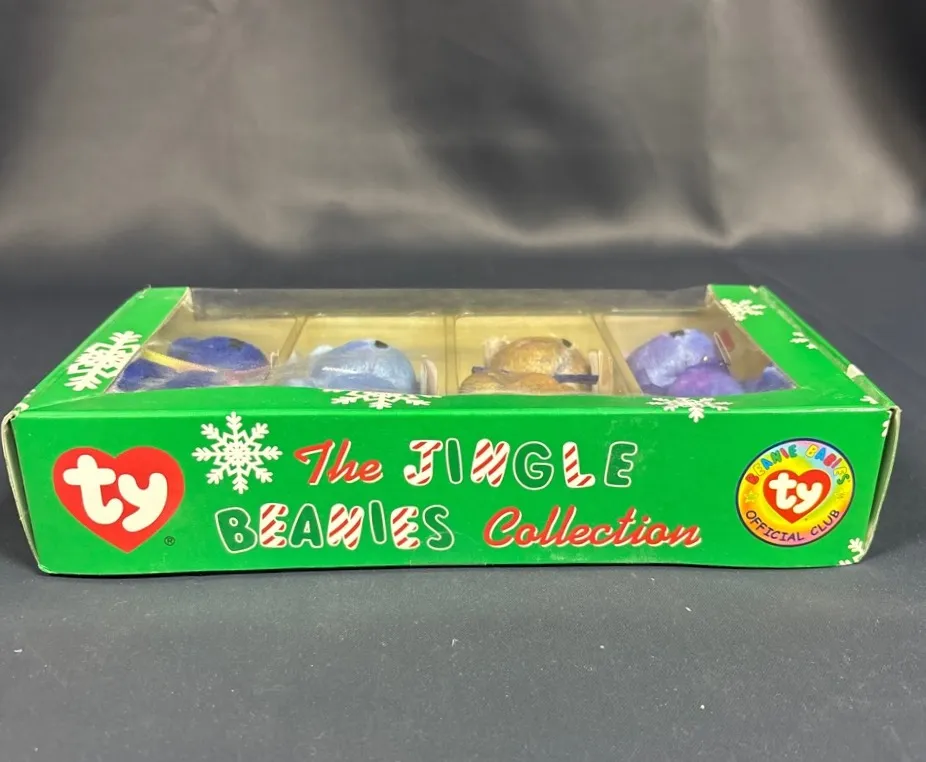 ty
®
The JINGLE
BEANIES Collection
BEANIE BABIES
ty
OFFICIAL CLUB